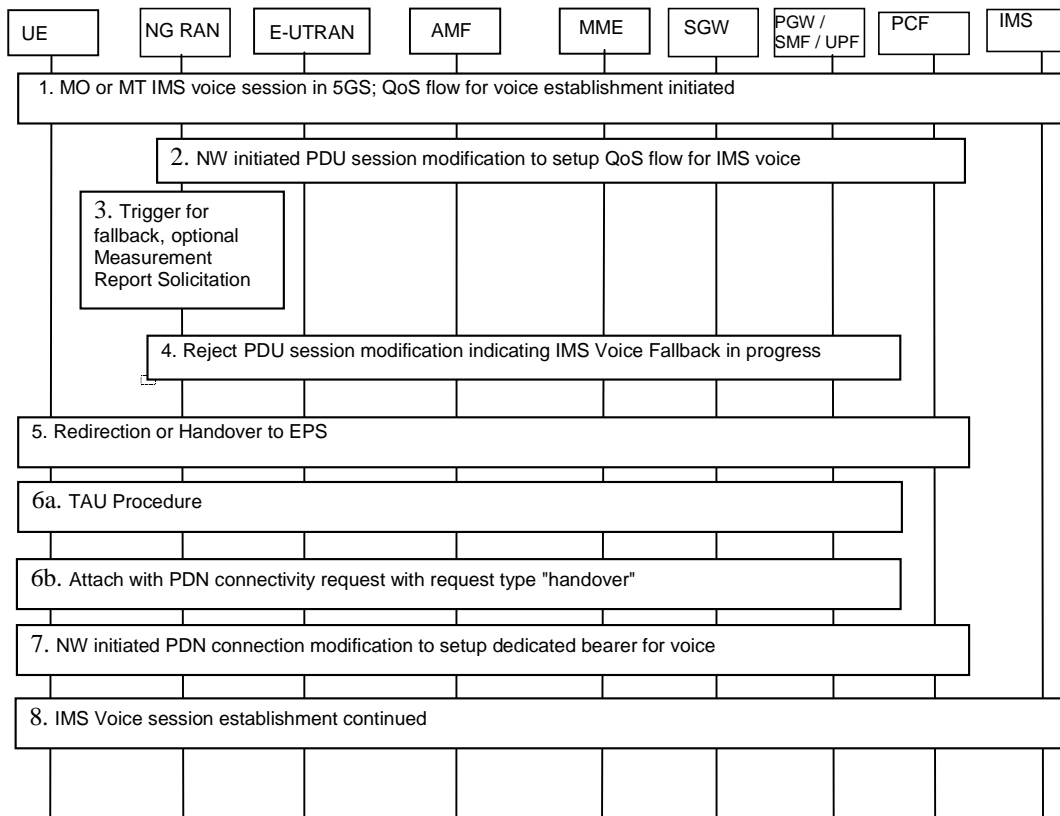 UE
NG RAN
E-UTRAN
AMF
MME
SGW
PGW /
SMF / UPF
PCF
IMS
1. MO or MT IMS voice session in 5GS; QoS flow for voice establishment initiated
2. NW initiated PDU session modification to setup QoS flow for IMS voice
3. Trigger for
fallback, optional
Measurement
Report Solicitation
4. Reject PDU session modification indicating IMS Voice Fallback in progress
5. Redirection or Handover to EPS
6a. TAU Procedure
6b. Attach with PDN connectivity request with request type "handover"
7. NW initiated PDN connection modification to setup dedicated bearer for voice
8. IMS Voice session establishment continued